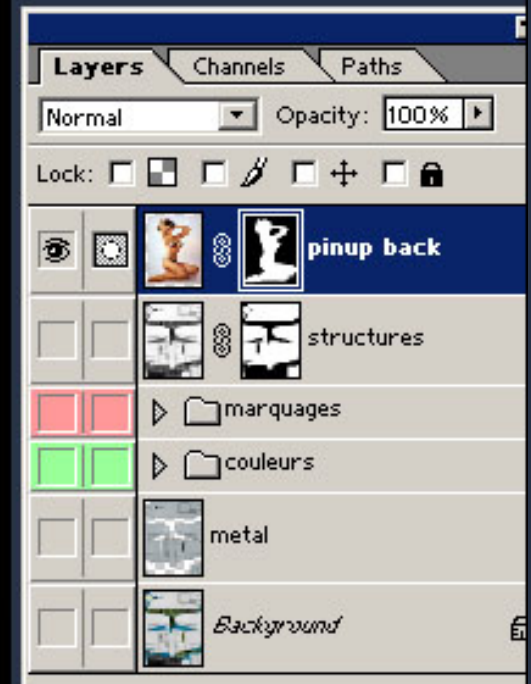 Layers Channels Paths
Normal Opacity: 100%
Lock:
pinup back
structures
marquages
couleurs
metal
Background